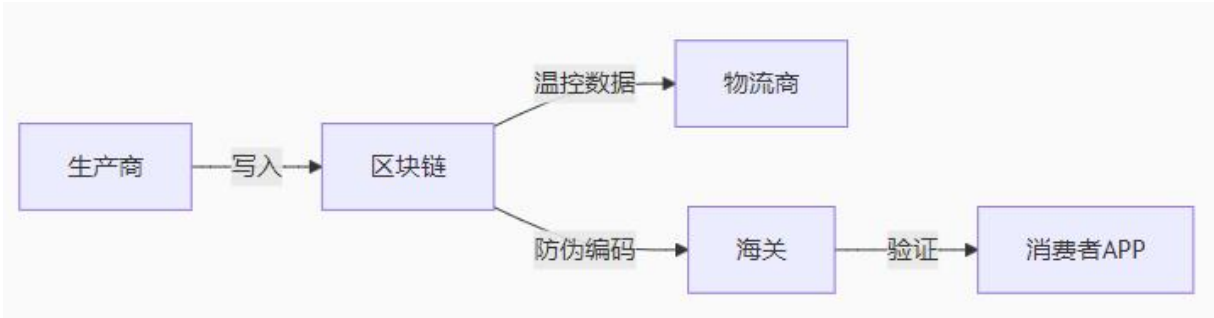 温控数据
物流商
生产商
写入
区块链
防伪编码
海关
验证
消费者APP